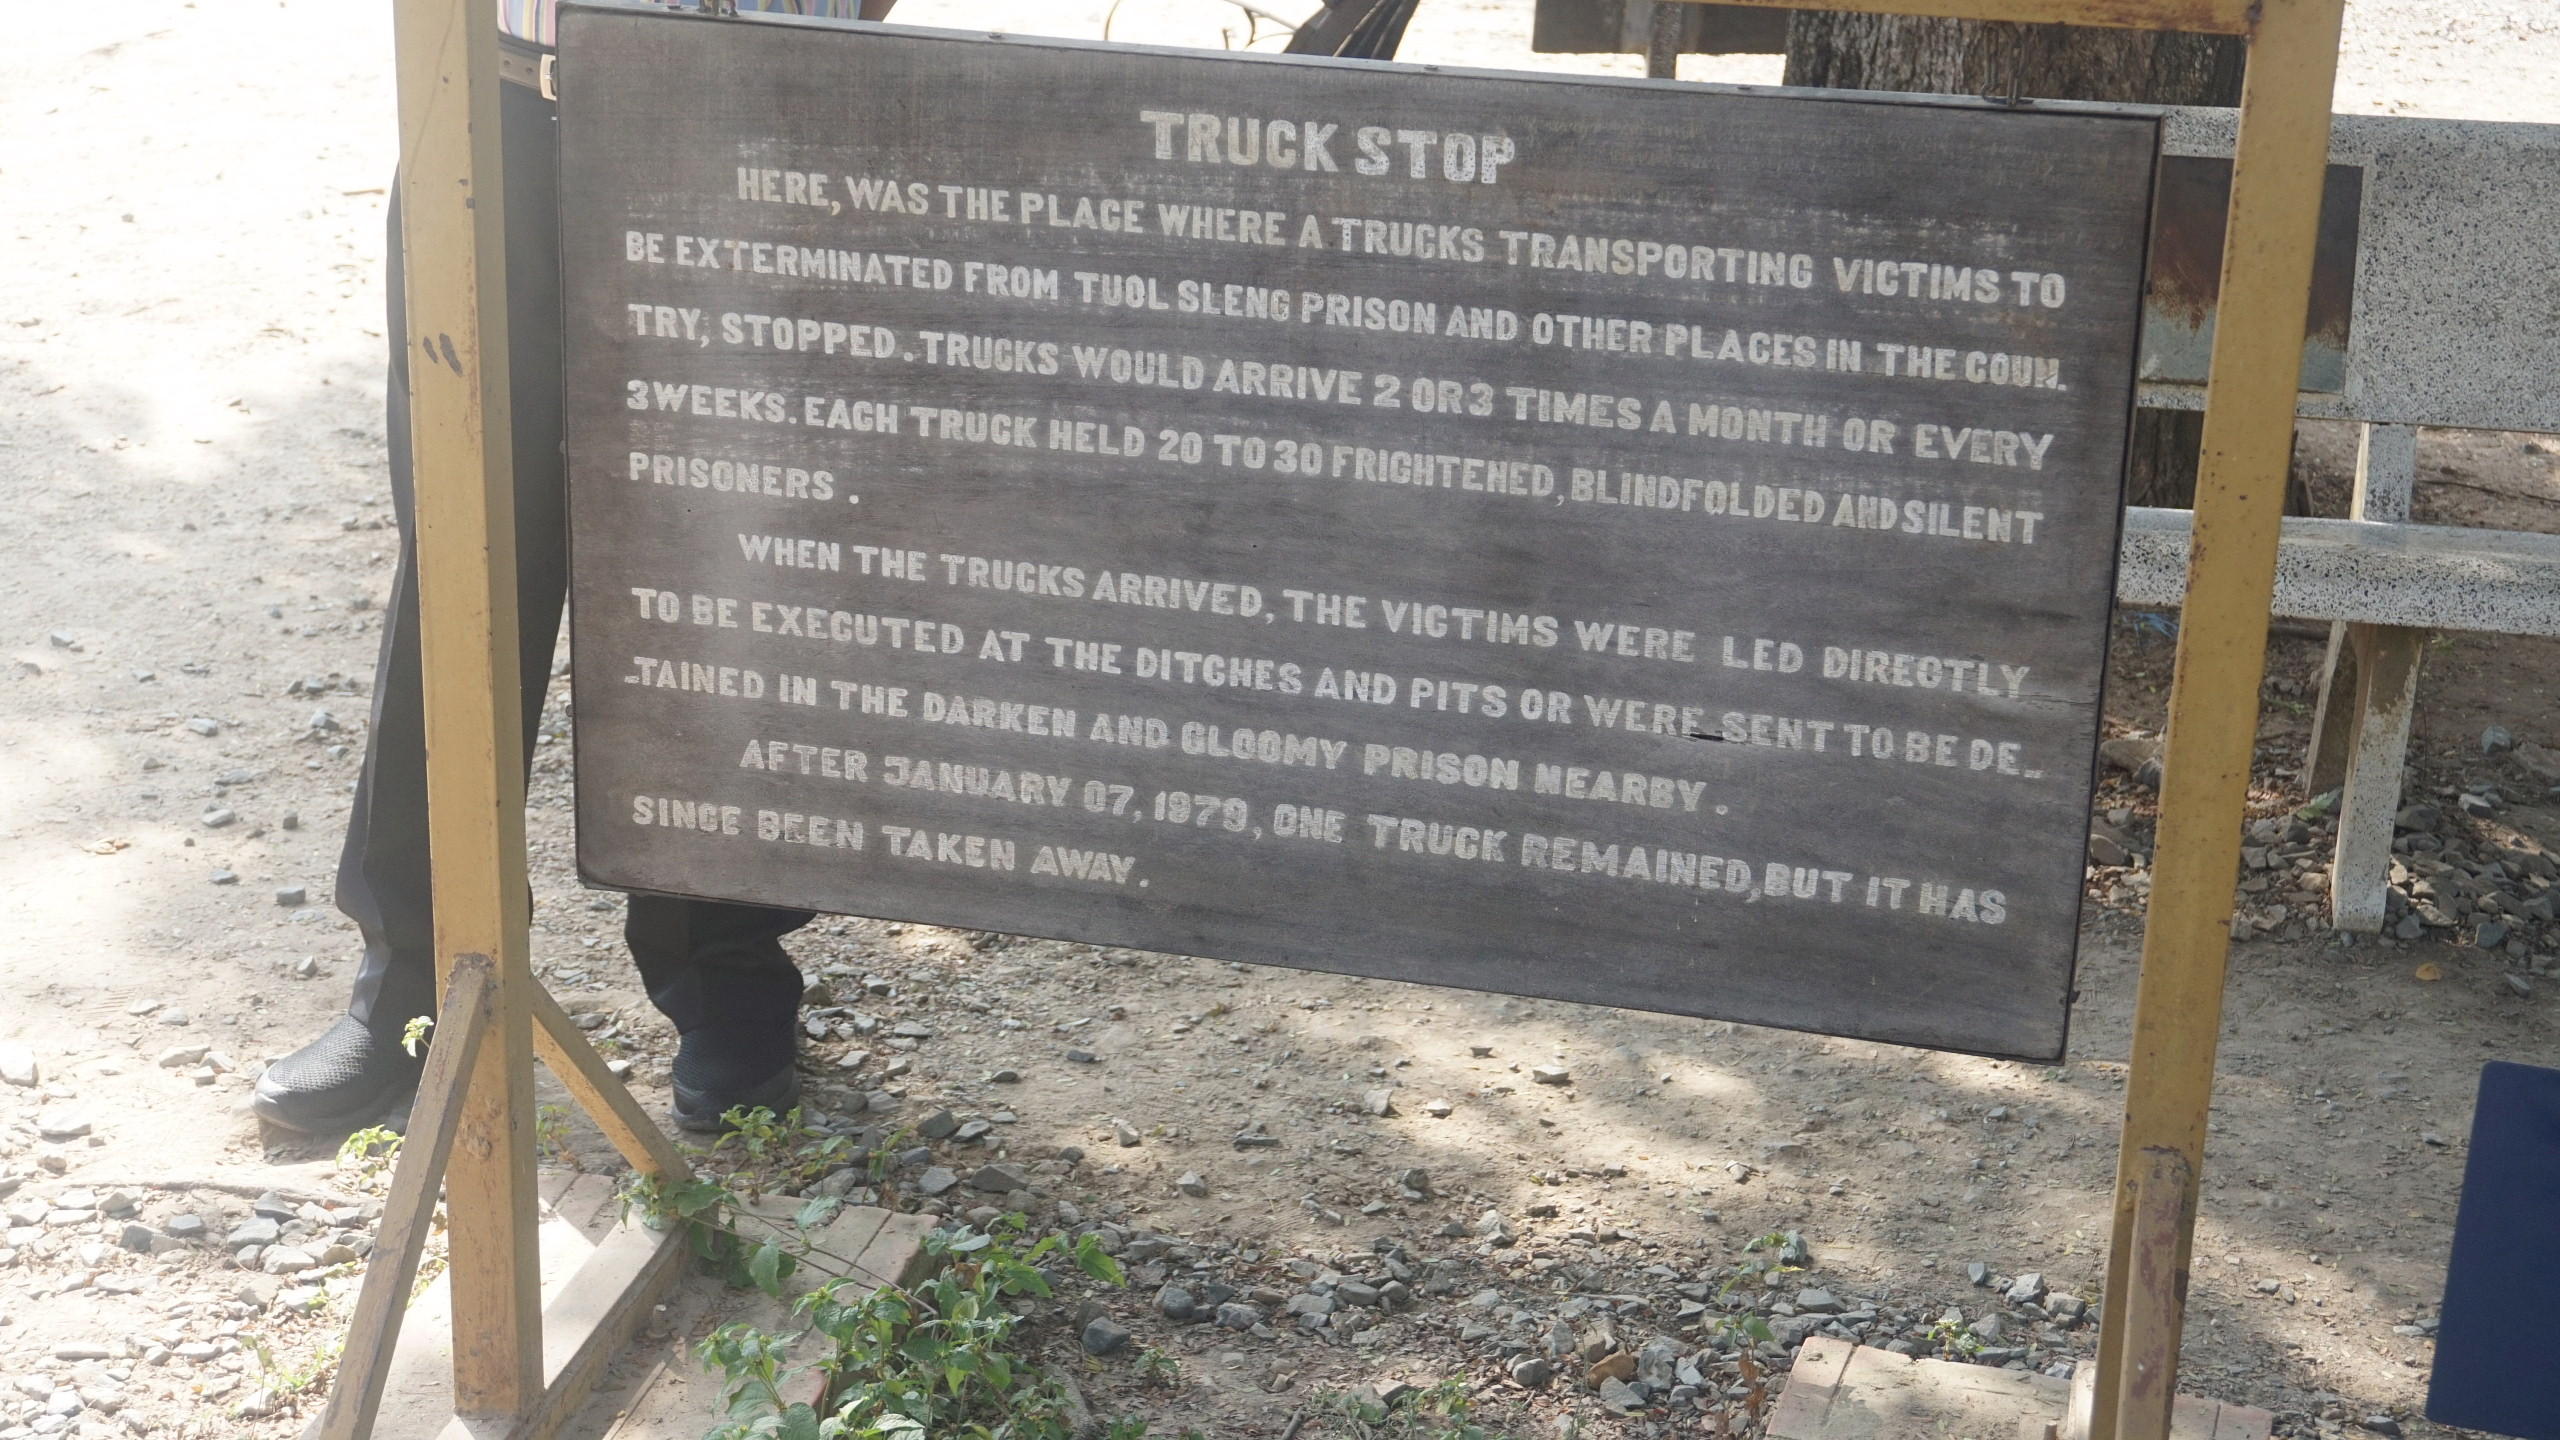 TRUCK STOP
HERE, WAS THE PLACE WHERE A TRUCKS TRANSPORTING VICTIMS TO
BE EXTERMINATED FROM TUOL SLENG PRISON AND OTHER PLACES IN THE COUN.
TRY, STOPPED. TRUCKS WOULD ARRIVE 2 OR 3 TIMES A MONTH OR EVERY
3 WEEKS. EACH TRUCK HELD 20 TO 30 FRIGHTENED, BLINDFOLDED AND SILENT
PRISONERS .
WHEN THE TRUCKS ARRIVED, THE VICTIMS WERE LED DIRECTLY
TO BE EXECUTED AT THE DITCHES AND PITS OR WERE SENT TO BE DE-
-TAINED IN THE DARKEN AND GLOOMY PRISON NEARBY .
AFTER JANUARY 07, 1979, ONE TRUCK REMAINED, BUT IT HAS
SINCE BEEN TAKEN AWAY.